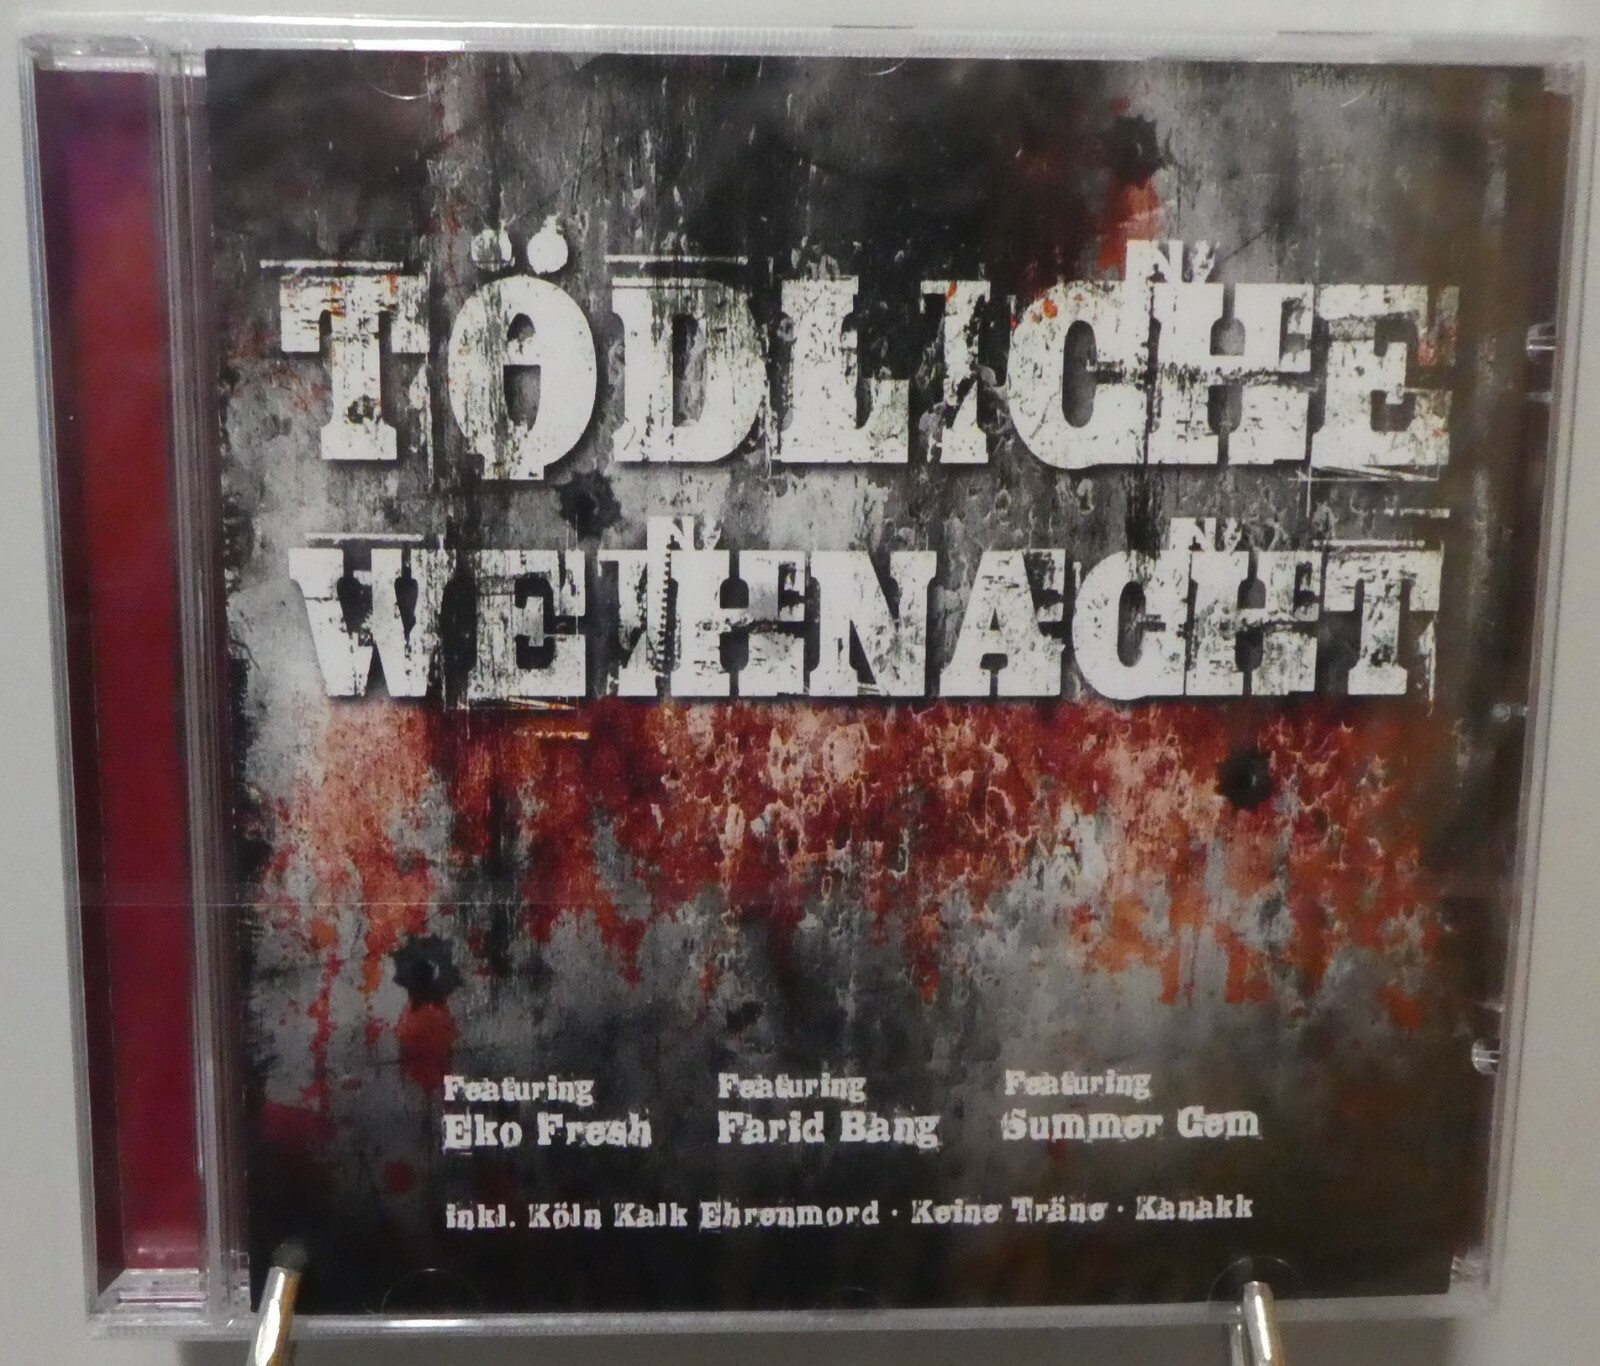 TÖDLICHE
WEIHNACHT
Featuring Featuring Featuring
Eko Fresh Farid Bang Summer Cem
inkl. Köln Kalk Ehrenmord · Keine Träne · Kanakk